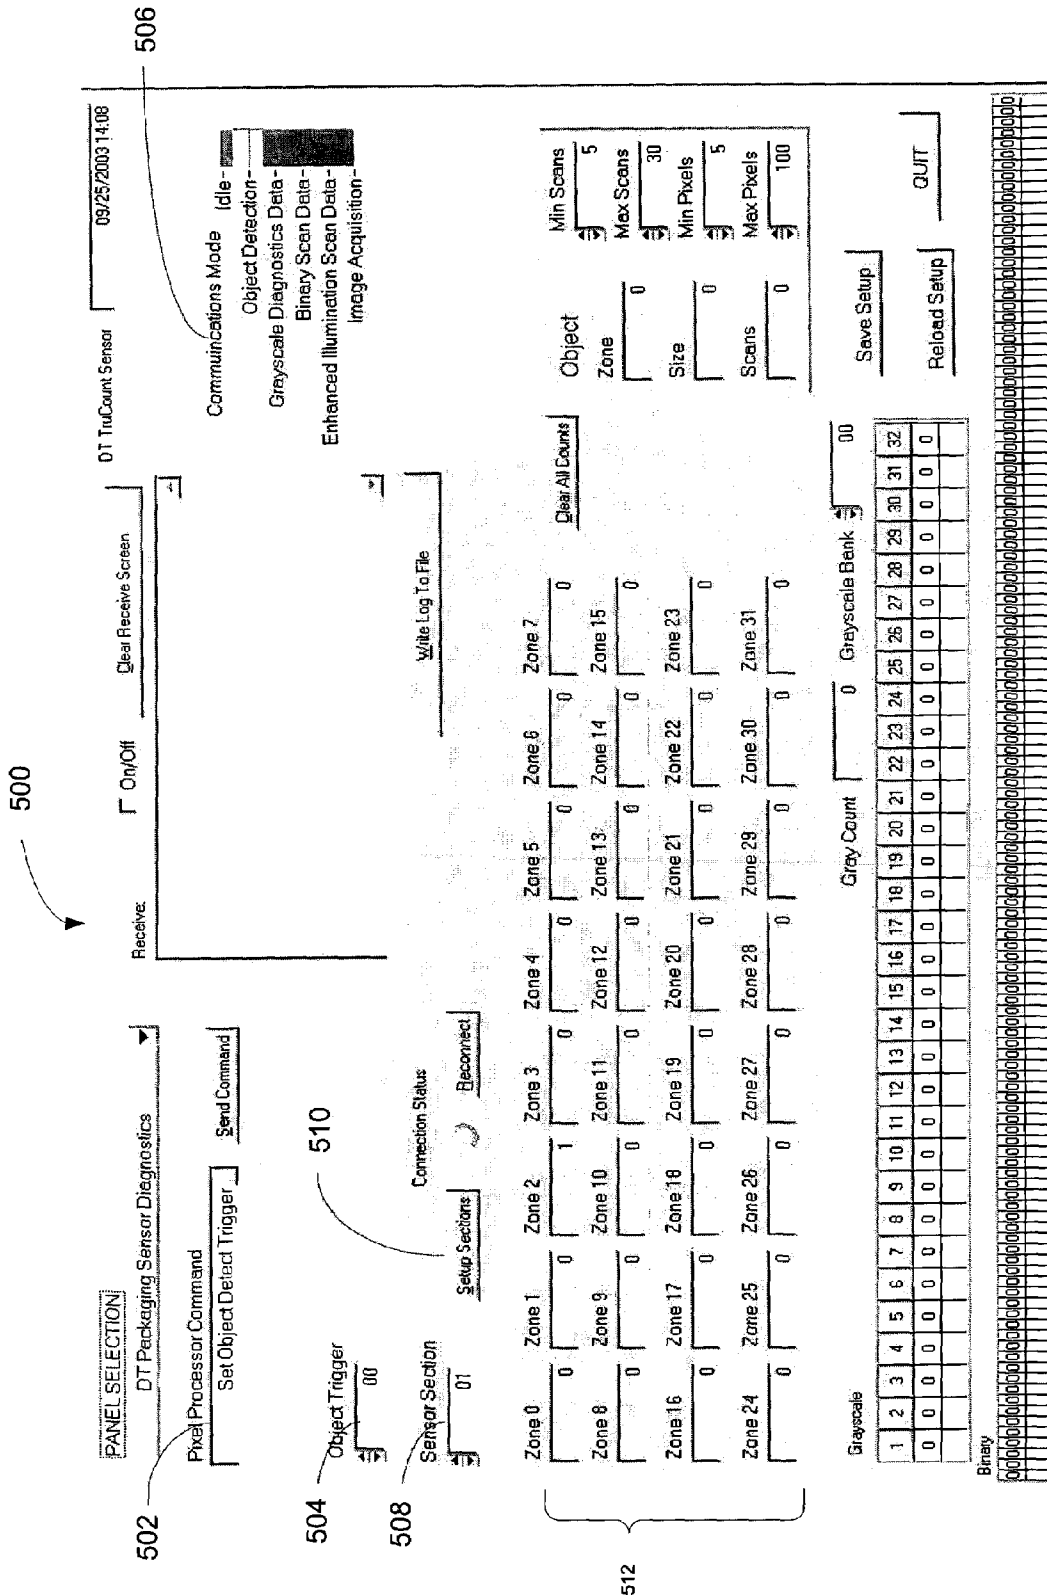 500
PANEL SELECTION
DT Packaging Sensor Diagnostics
502
Pixel Processor Command
Set Object Detect Trigger
Send Command
504
Object Trigger
00
508
Sensor Section
01
510
Setup Sections
Connection Status
Reconnect
Receive:
On/Off
Clear Receive Screen
Write Log To File
DT TruCount Sensor
09/25/2003 14:08
506
Communications Mode
Idle-
Object Detection-
Grayscale Diagnostics Data-
Binary Scan Data-
Enhanced Illumination Scan Data-
Image Acquisition-
512
Zone 0 Zone 1 Zone 2 Zone 3 Zone 4 Zone 5 Zone 6 Zone 7
0 0 1 0 0 0 0 0
Zone 8 Zone 9 Zone 10 Zone 11 Zone 12 Zone 13 Zone 14 Zone 15
0 0 0 0 0 0 0 0
Zone 16 Zone 17 Zone 18 Zone 19 Zone 20 Zone 21 Zone 22 Zone 23
0 0 0 0 0 0 0 0
Zone 24 Zone 25 Zone 26 Zone 27 Zone 28 Zone 29 Zone 30 Zone 31
0 0 0 0 0 0 0 0
Clear All Counts
Object
Zone
0
Size
0
Scans
0
Min Scans
5
Max Scans
30
Min Pixels
5
Max Pixels
100
Gray Count
0
Grayscale Bank
00
Save Setup
Reload Setup
QUIT
Grayscale
1 2 3 4 5 6 7 8 9 10 11 12 13 14 15 16 17 18 19 20 21 22 23 24 25 26 27 28 29 30 31 32
0 0 0 0 0 0 0 0 0 0 0 0 0 0 0 0 0 0 0 0 0 0 0 0 0 0 0 0 0 0 0 0
Binary